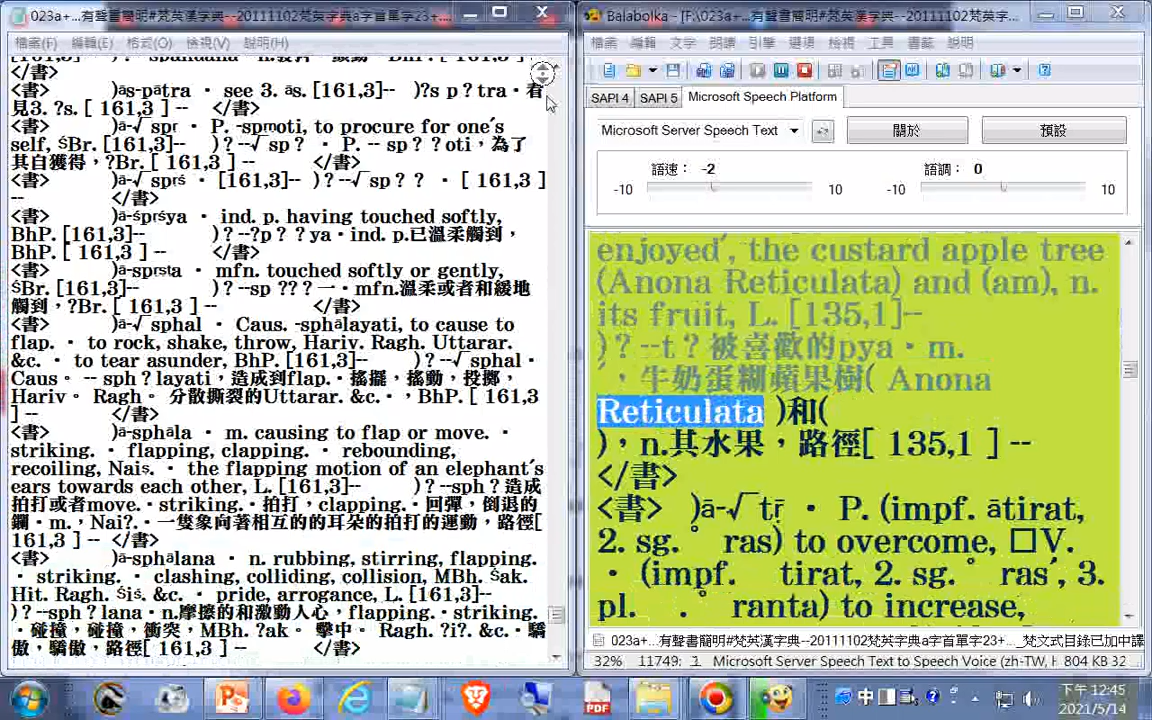 023a+...有聲書簡明#梵英漢字典--20111102梵英字典a字首單字23+...
檔案(F) 編輯(E) 格式(O) 檢視(V) 說明(H)
</書>
<書> )ās-pātra · see 3. ās. [161,3]-- )?s p ? tra · 看
見3. ?s. [ 161,3 ] -- </書>
<書> )ā-√ spṛ · P. -spṛṇoti, to procure for one's
self, ŚBr. [161,3]-- )? --√ sp ? · P. -- sp ? ?oti，為了
其自獲得，?Br. [ 161,3 ] -- </書>
<書> )ā-√ spṛś · [161,3]-- )? --√ sp ? ? · [ 161,3 ]
-- </書>
<書> )ā-spṛśya · ind. p. having touched softly,
BhP. [161,3]-- )? --?p ? ? ya · ind. p.已溫柔觸到，
BhP. [ 161,3 ] -- </書>
<書> )ā-spṛṣṭa · mfn. touched softly or gently,
ŚBr. [161,3]-- )? --sp ??? 一 · mfn.溫柔或者和緩地
觸到，?Br. [ 161,3 ] -- </書>
<書> )ā-√ sphal · Caus. -sphālayati, to cause to
flap. · to rock, shake, throw, Hariv. Ragh. Uttarar.
&c. · to tear asunder, BhP. [161,3]-- )? --√ sphal ·
Caus。 -- sph ? layati，造成到flap. · 搖擺，搖動，投擲，
Hariv。 Ragh。 分散撕裂的Uttarar. &c. · ，BhP. [ 161,3
] -- </書>
<書> )ā-sphāla · m. causing to flap or move. ·
striking. · flapping, clapping. · rebounding,
recoiling, Nais. · the flapping motion of an elephant's
ears towards each other, L. [161,3]-- )? --sph ? 造成
拍打或者move. · striking. · 拍打，clapping. · 回彈，倒退的
鑭 · m.，Nai?. · 一隻象向著相互的的耳朵的拍打的運動，路徑[
161,3 ] -- </書>
<書> )ā-sphālana · n. rubbing, stirring, flapping.
· striking. · clashing, colliding, collision, MBh. Śak.
Hit. Ragh. Śiś. &c. · pride, arrogance, L. [161,3]--
)? --sph ? lana · n.摩擦的和激動人心，flapping. · striking.
· 碰撞，碰撞，衝突，MBh. ?ak。 擊中。 Ragh. ?i?. &c. · 驕
傲，驕傲，路徑[ 161,3 ] -- </書>
Balabolka - [F:\023a+...有聲書簡明#梵英漢字典--20111102梵英字...
檔案 編輯 文字 朗讀 引擎 選項 檢視 工具 書籤 說明
SAPI 4 SAPI 5 Microsoft Speech Platform
Microsoft Server Speech Text 關於 預設
語速： -2 語調： 0
-10 10 -10 10
enjoyed', the custard apple tree
(Anona Reticulata) and (am), n.
its fruit, L. [135,1]--
)? --t ? 被喜歡的pya · m.
'，牛奶蛋糊蘋果樹( Anona
Reticulata )和(
)，n.其水果，路徑[ 135,1 ] --
</書>
<書> )ā-√ tṝ · P. (impf. ātirat,
2. sg. ° ras) to overcome, □V.
· (impf. tirat, 2. sg. ° ras', 3.
pl. . ° ranta) to increase,
023a+...有聲書簡明#梵英漢字典--20111102梵英字典a字首單字23+..._梵文式目錄已加中譯
32% 11749: 1 Microsoft Server Speech Text to Speech Voice (zh-TW, H 804 KB 32
中
PDF
下午 12:45
2021/5/14